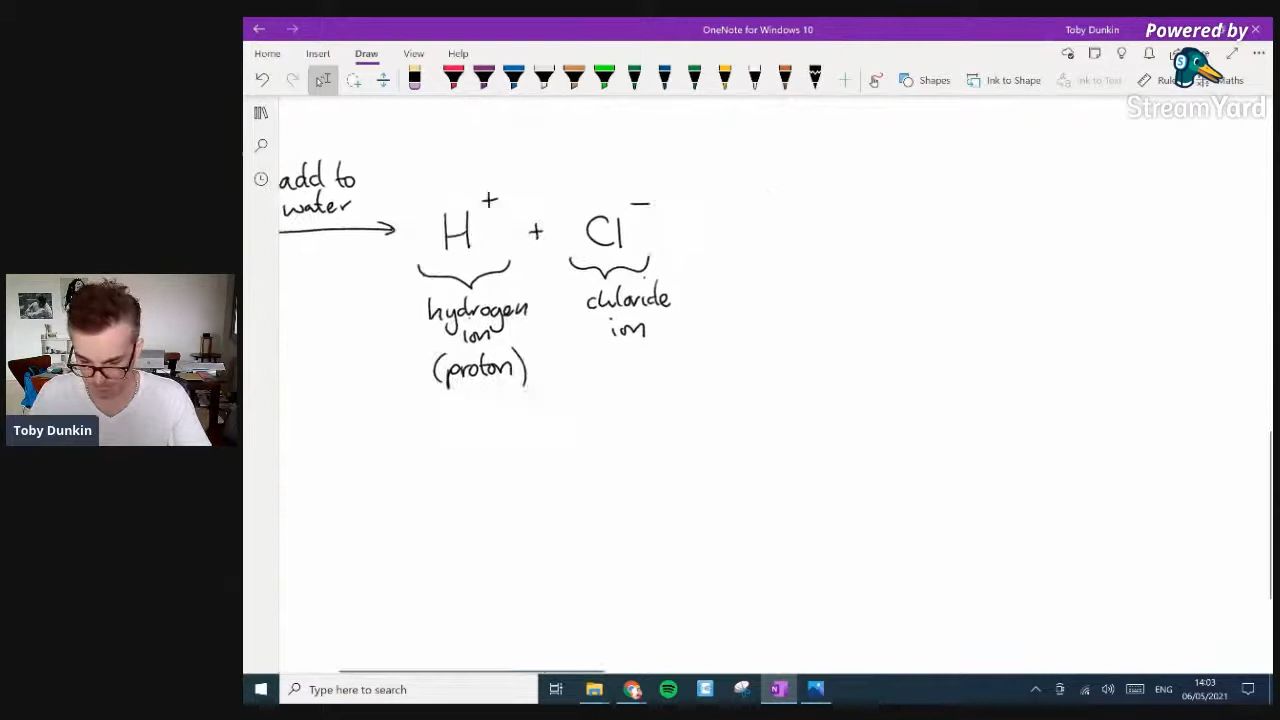 OneNote for Windows 10
Toby Dunkin
Powered by
StreamYard
Home
Insert
Draw
View
Help
Shapes
Ink to Shape
Ink to Text
Maths
add to
water
H+ + Cl−
hydrogen
ion
(proton)
chloride
ion
Toby Dunkin
Type here to search
ENG
14:03
06/05/2021